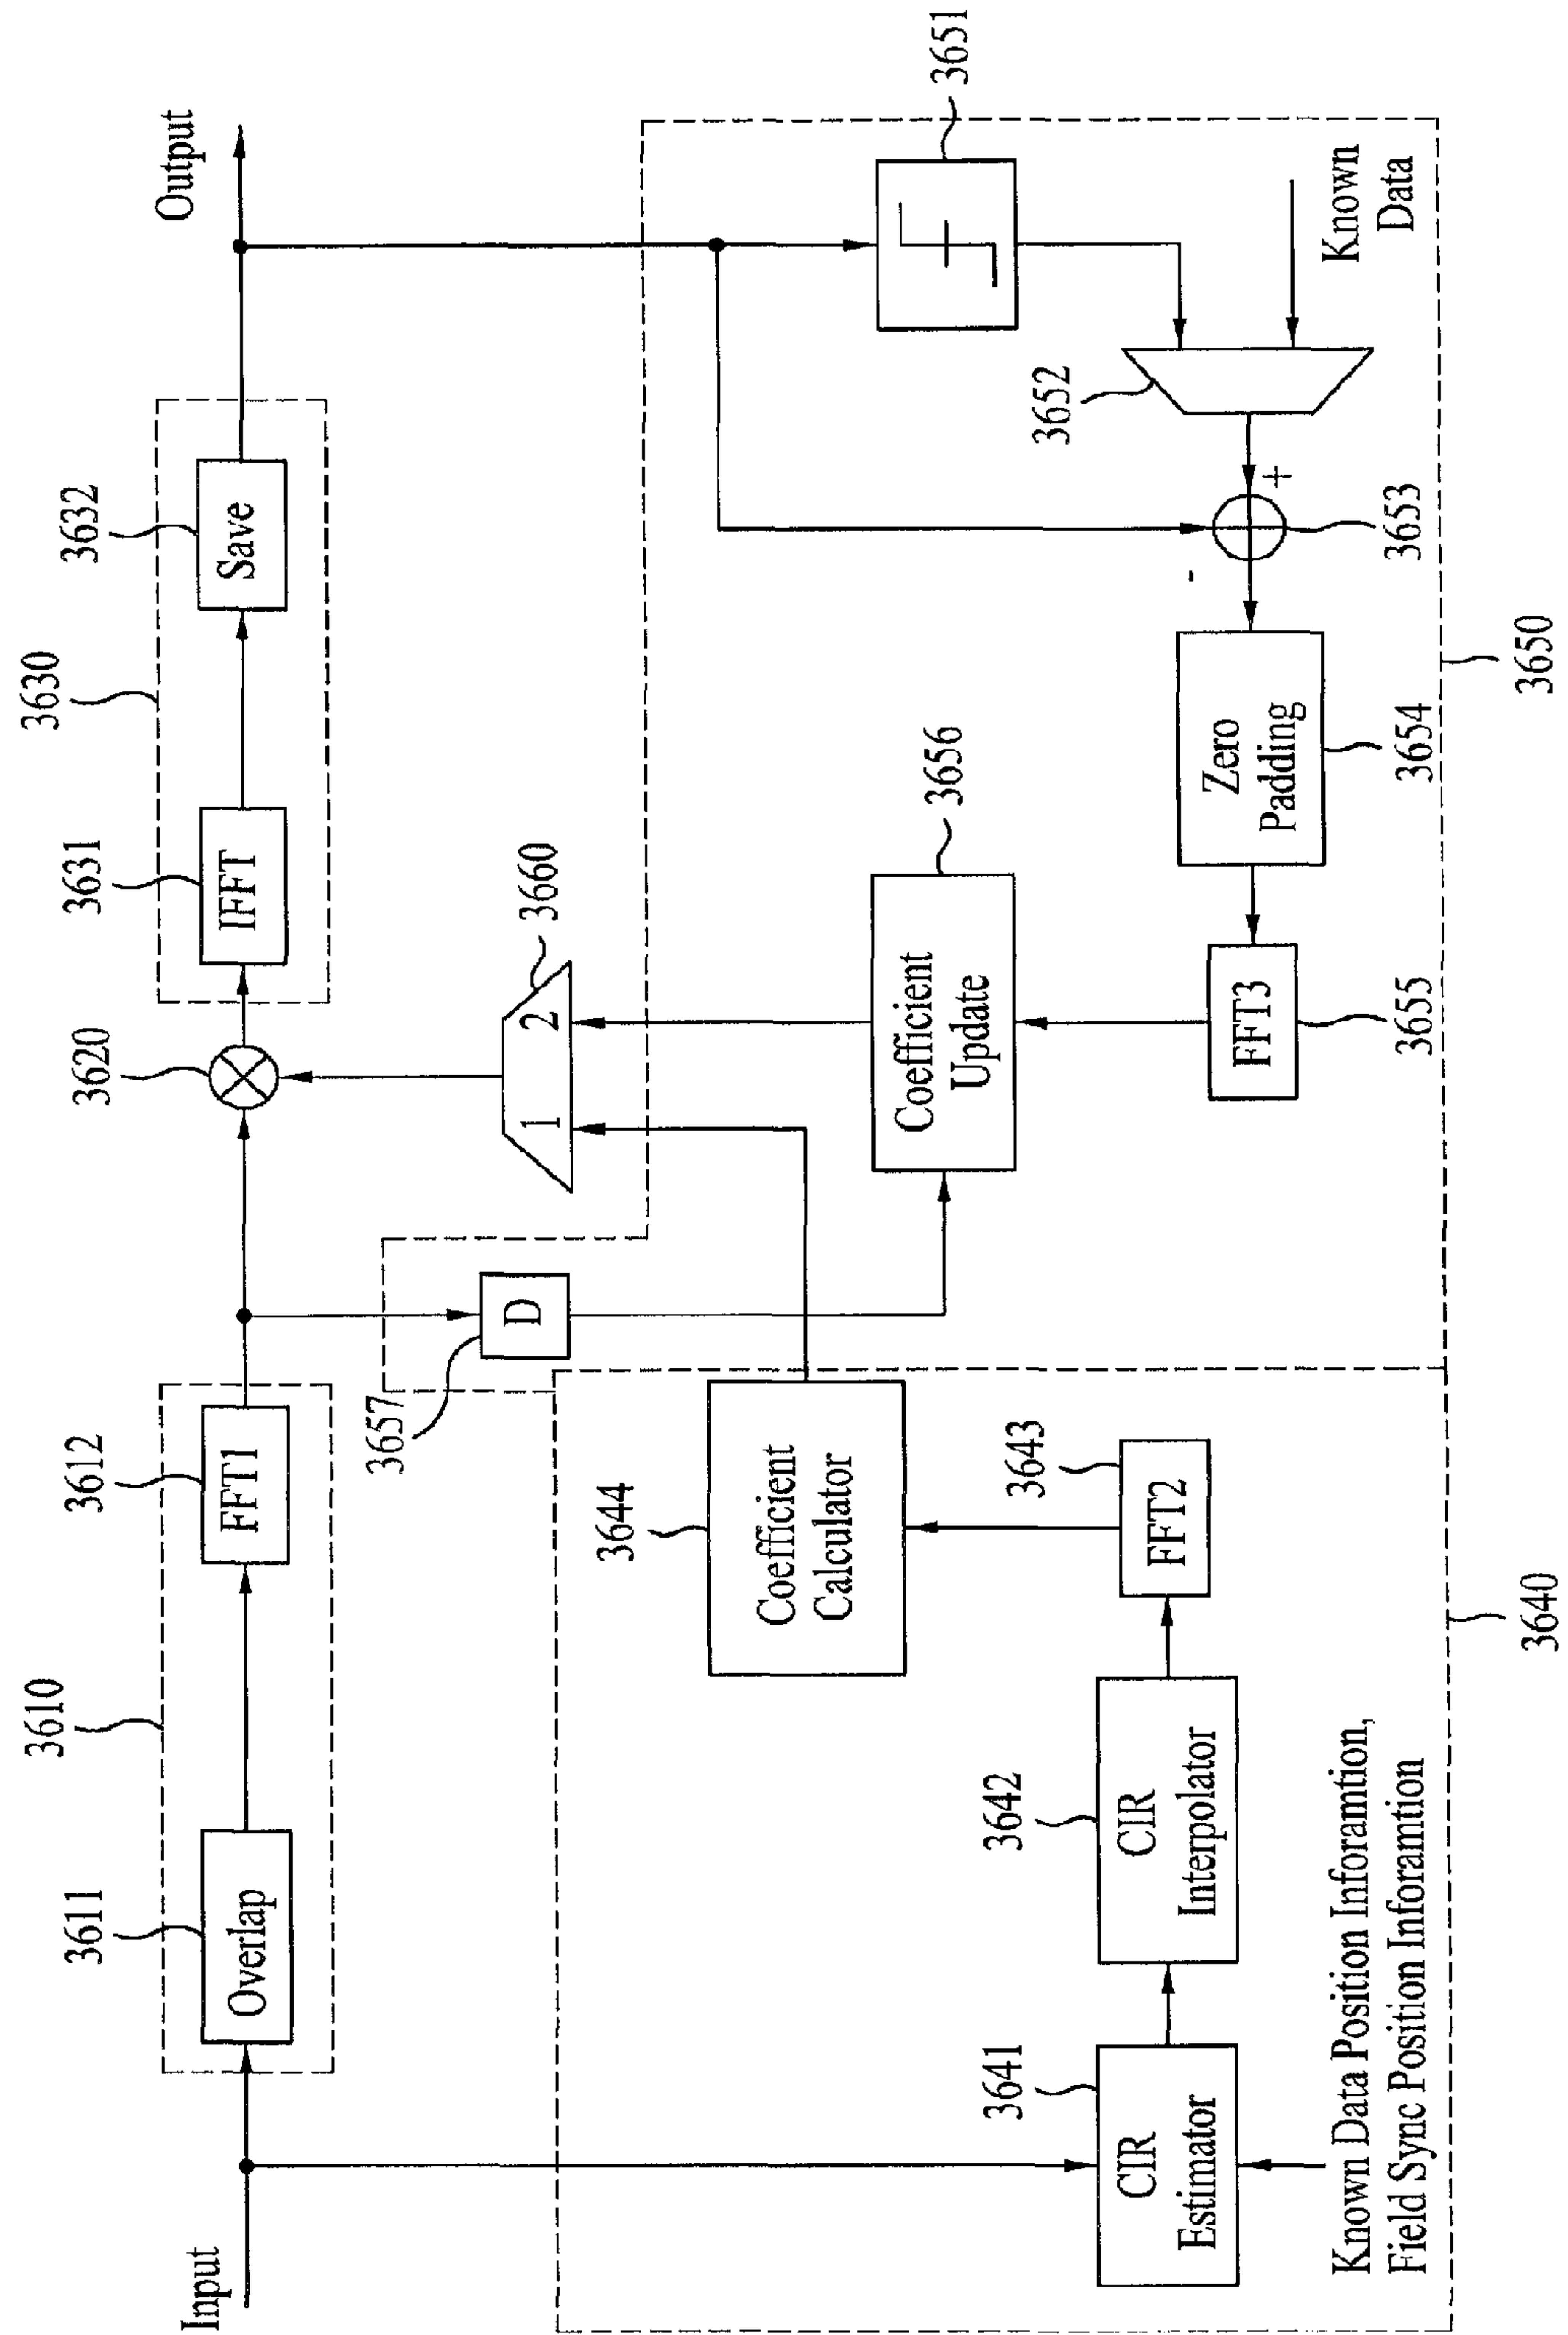 Input
Output
3610
3611
Overlap
3612
FFT1
3620
3630
3631
IFFT
3632
Save
3657
D
3660
1
2
3644
Coefficient
Calculator
3641
CIR
Estimator
3642
CIR
Interpolator
3643
FFT2
Known Data Position Inforamtion,
Field Sync Position Inforamtion
3640
3656
Coefficient
Update
3655
FFT3
3654
Zero
Padding
3653
+
-
3652
3651
Known
Data
3650